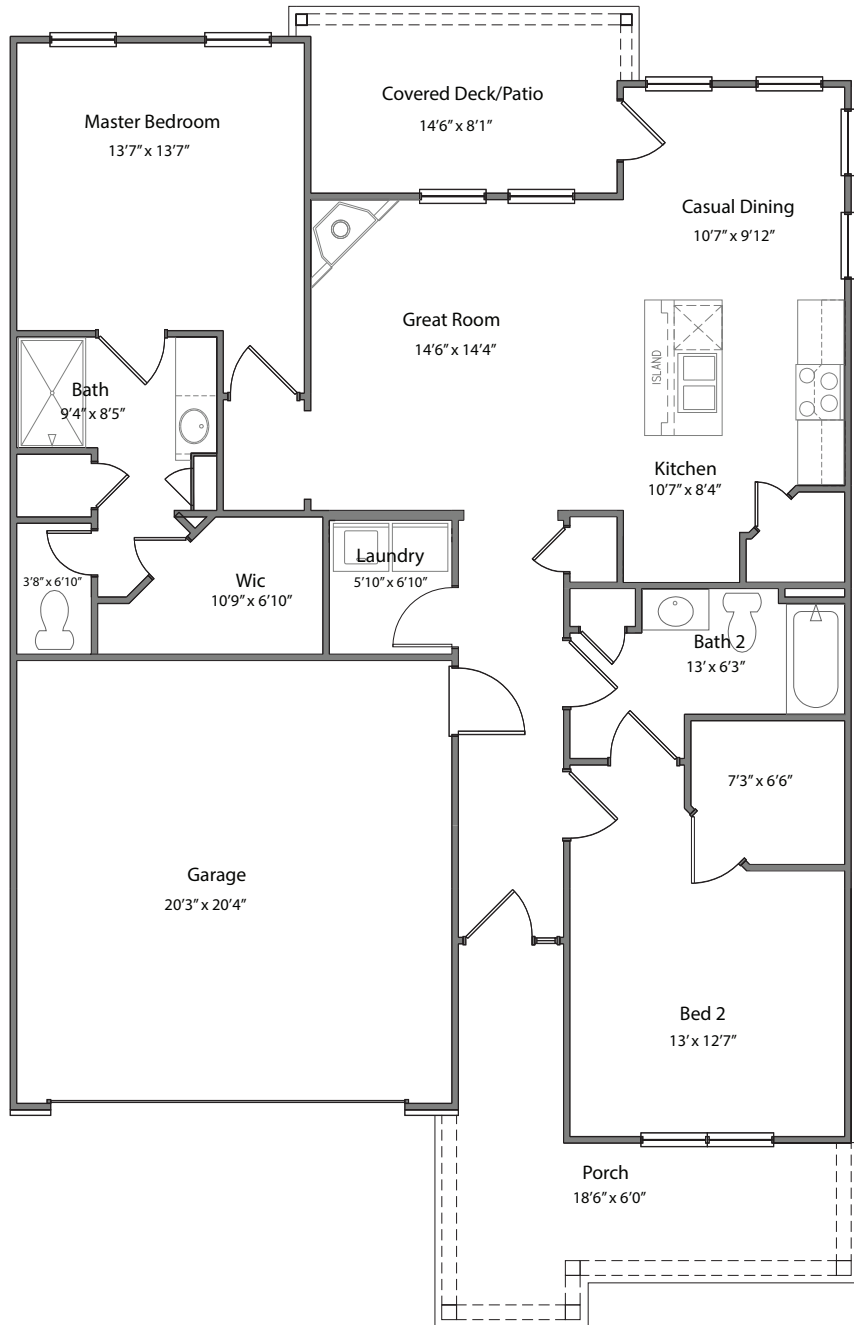 Covered Deck/Patio
14’6” x 8’1”
Master Bedroom
13’7” x 13’7”
Casual Dining
10’7” x 9’12”
Great Room
14’6” x 14’4”
ISLAND
Bath
9’4” x 8’5”
Kitchen
10’7” x 8’4”
Laundry
5’10” x 6’10”
3’8” x 6’10”
Wic
10’9” x 6’10”
Bath 2
13’ x 6’3”
7’3” x 6’6”
Garage
20’3” x 20’4”
Bed 2
13’ x 12’7”
Porch
18’6” x 6’0”